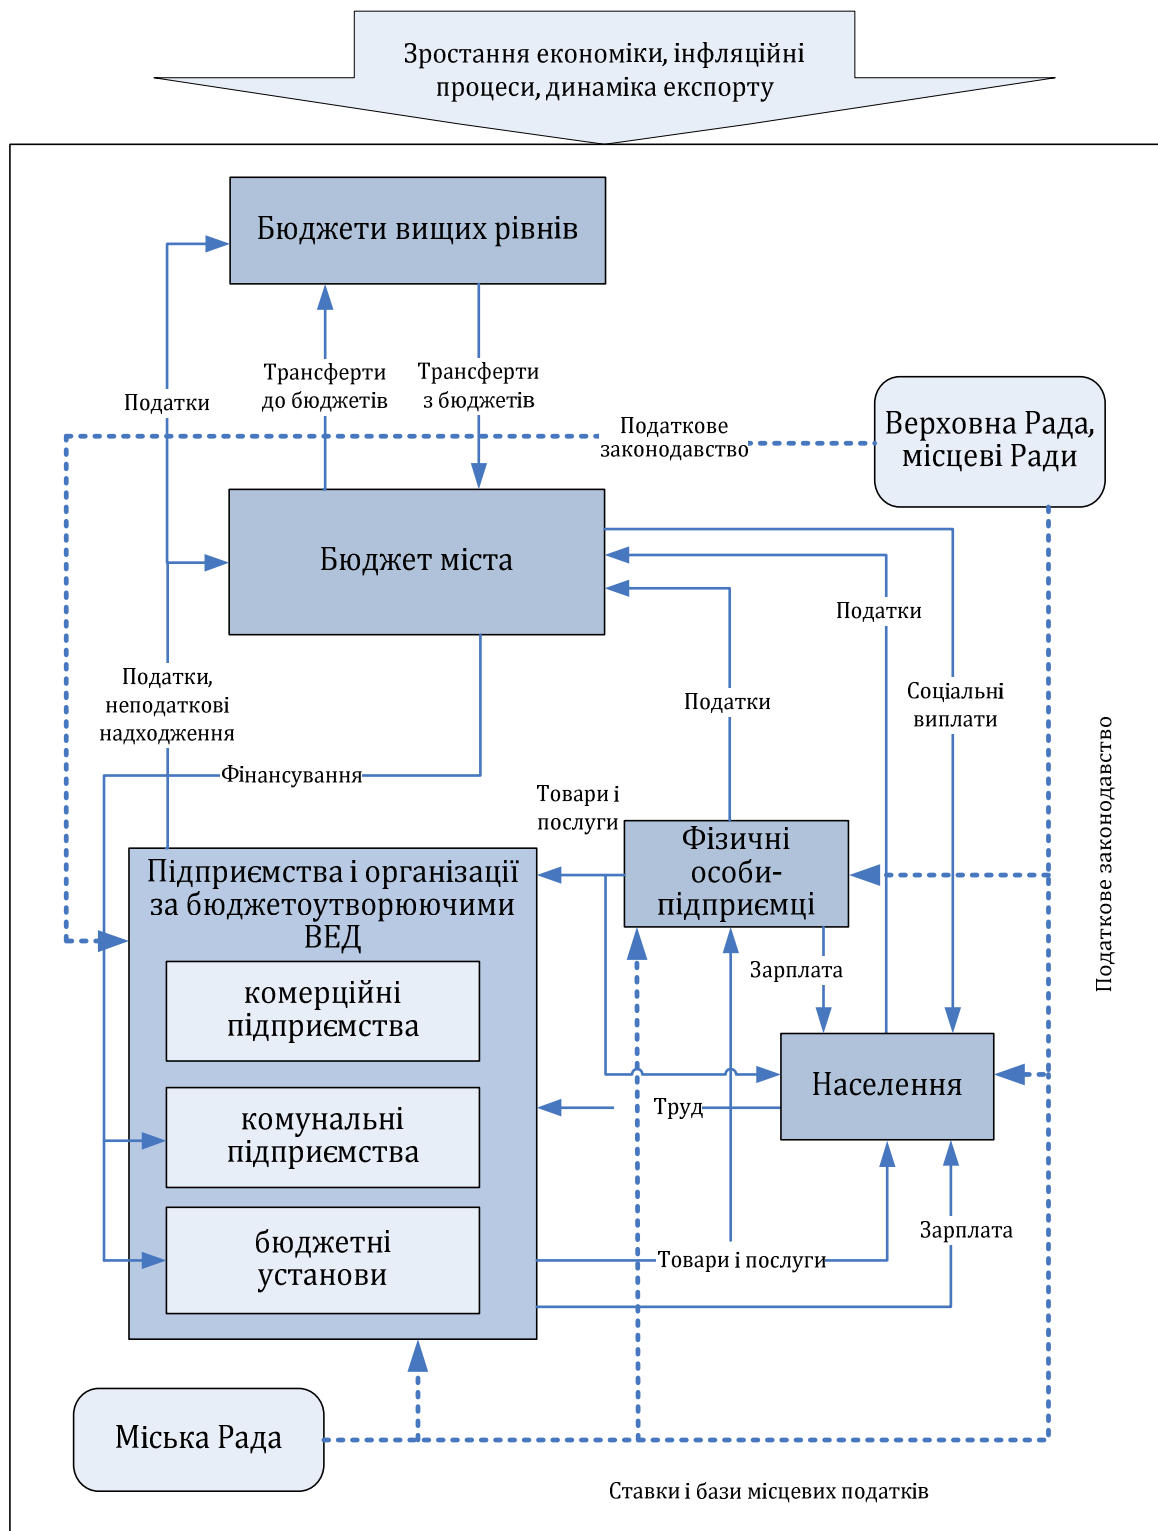 Зростання економіки, інфляційні
процеси, динаміка експорту
Бюджети вищих рівнів
Трансферти
до бюджетів
Трансферти
з бюджетів
Податки
Податкове
законодавство
Верховна Рада,
місцеві Ради
Бюджет міста
Податки
Податки,
неподаткові
надходження
Соціальні
виплати
Податки
Податкове законодавство
Фінансування
Товари і
послуги
Фізичні
особи-
підприємці
Підприємства і організації
за бюджетоутворюючими
ВЕД
Зарплата
комерційні
підприємства
Населення
Труд
комунальні
підприємства
Зарплата
бюджетні
установи
Товари і послуги
Міська Рада
Ставки і бази місцевих податків